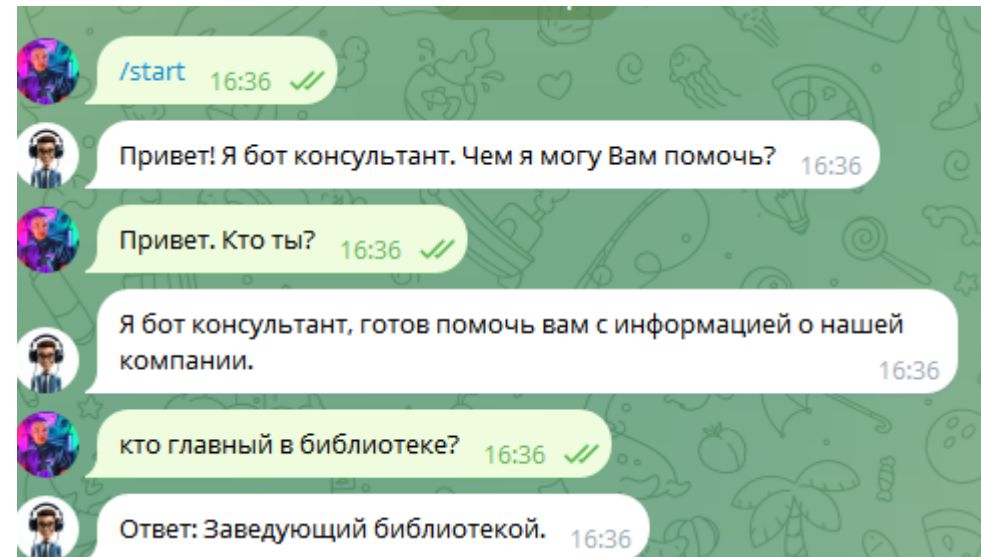 /start 16:36
Привет! Я бот консультант. Чем я могу Вам помочь? 16:36
Привет. Кто ты? 16:36
Я бот консультант, готов помочь вам с информацией о нашей
компании. 16:36
кто главный в библиотеке? 16:36
Ответ: Заведующий библиотекой. 16:36